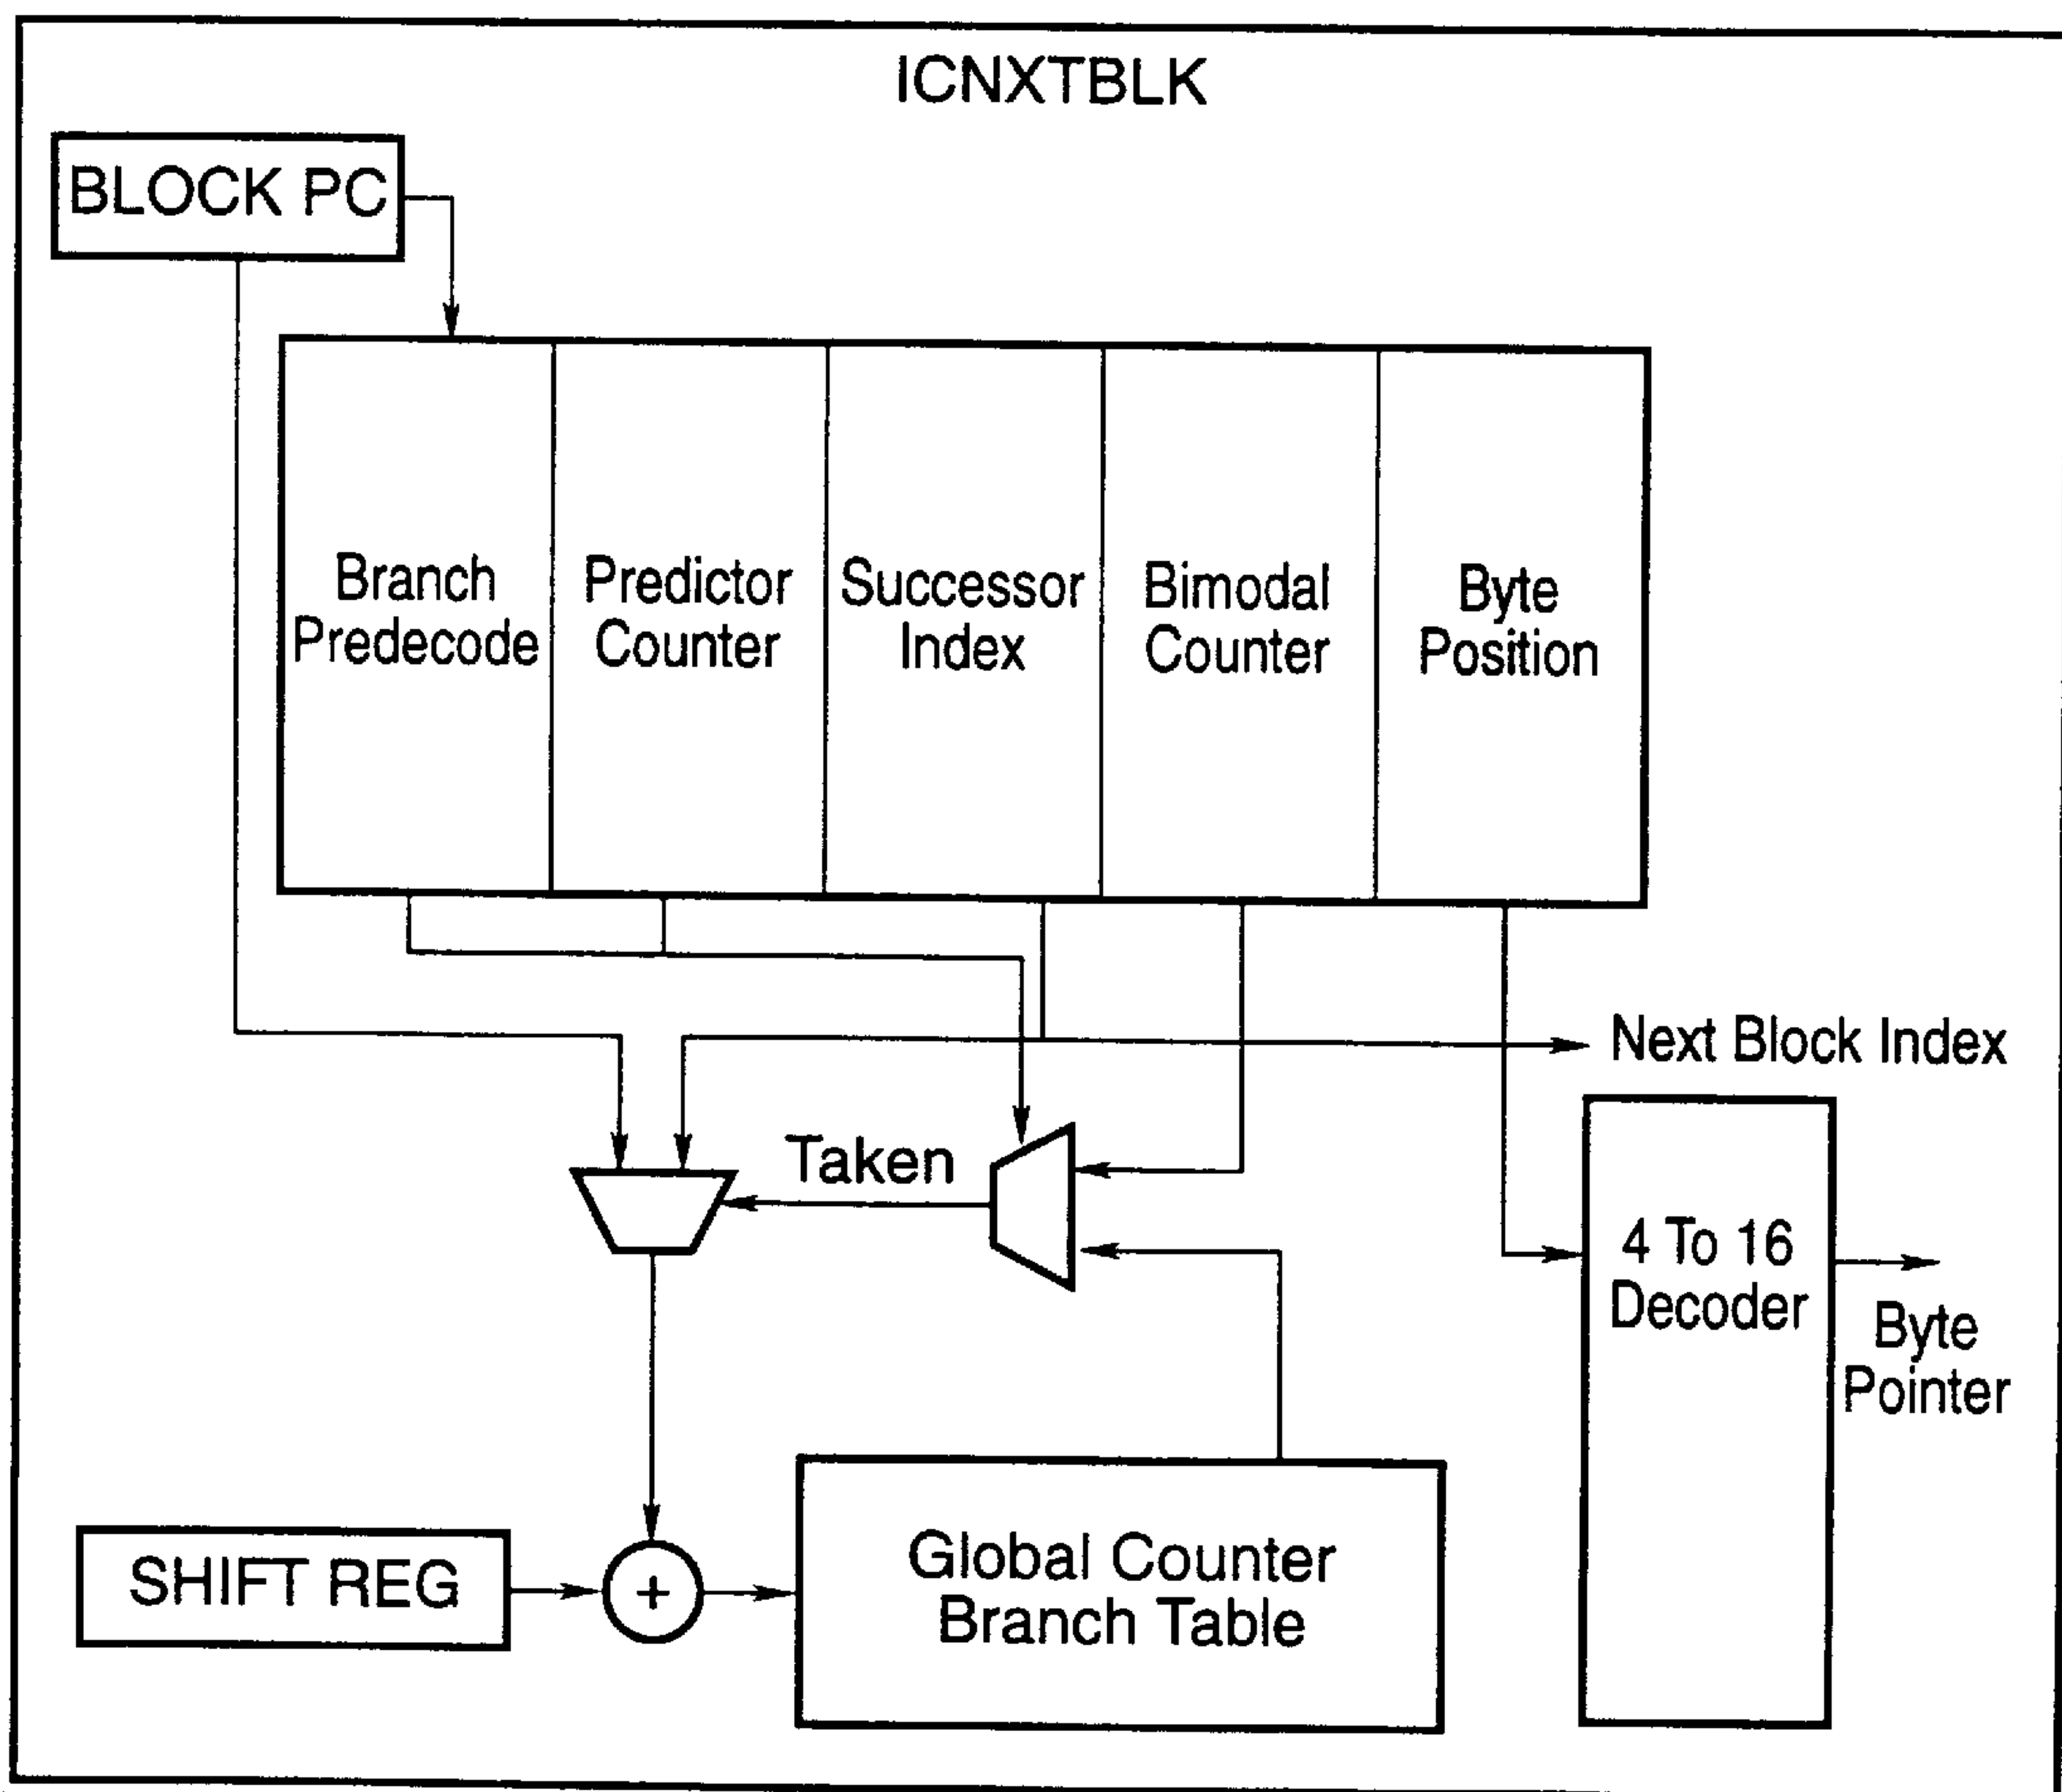 ICNXTBLK
BLOCK PC
Branch
Predecode
Predictor
Counter
Successor
Index
Bimodal
Counter
Byte
Position
Next Block Index
Taken
4 To 16
Decoder
Byte
Pointer
SHIFT REG
+
Global Counter
Branch Table